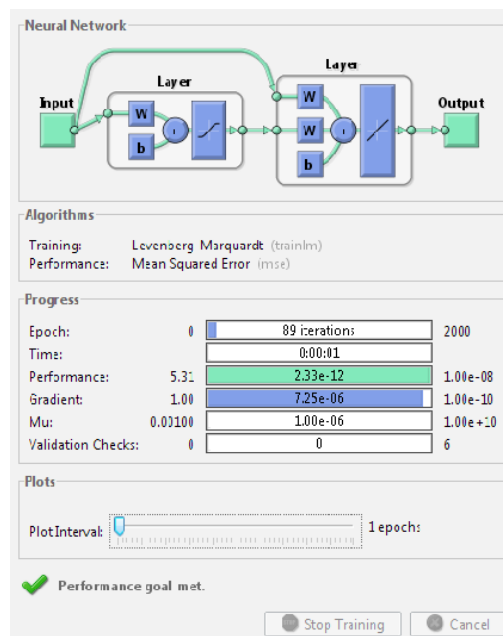 Neural Network
Layer
Layer
Input
Output
W
b
W
W
b
Algorithms
Training: Levenberg-Marquardt (trainlm)
Performance: Mean Squared Error (mse)
Progress
Epoch: 0 89 iterations 2000
Time: 0:00:01
Performance: 5.31 2.33e-12 1.00e-08
Gradient: 1.00 7.25e-06 1.00e-10
Mu: 0.00100 1.00e-06 1.00e+10
Validation Checks: 0 0 6
Plots
Plot Interval: 1 epochs
Performance goal met.
Stop Training Cancel